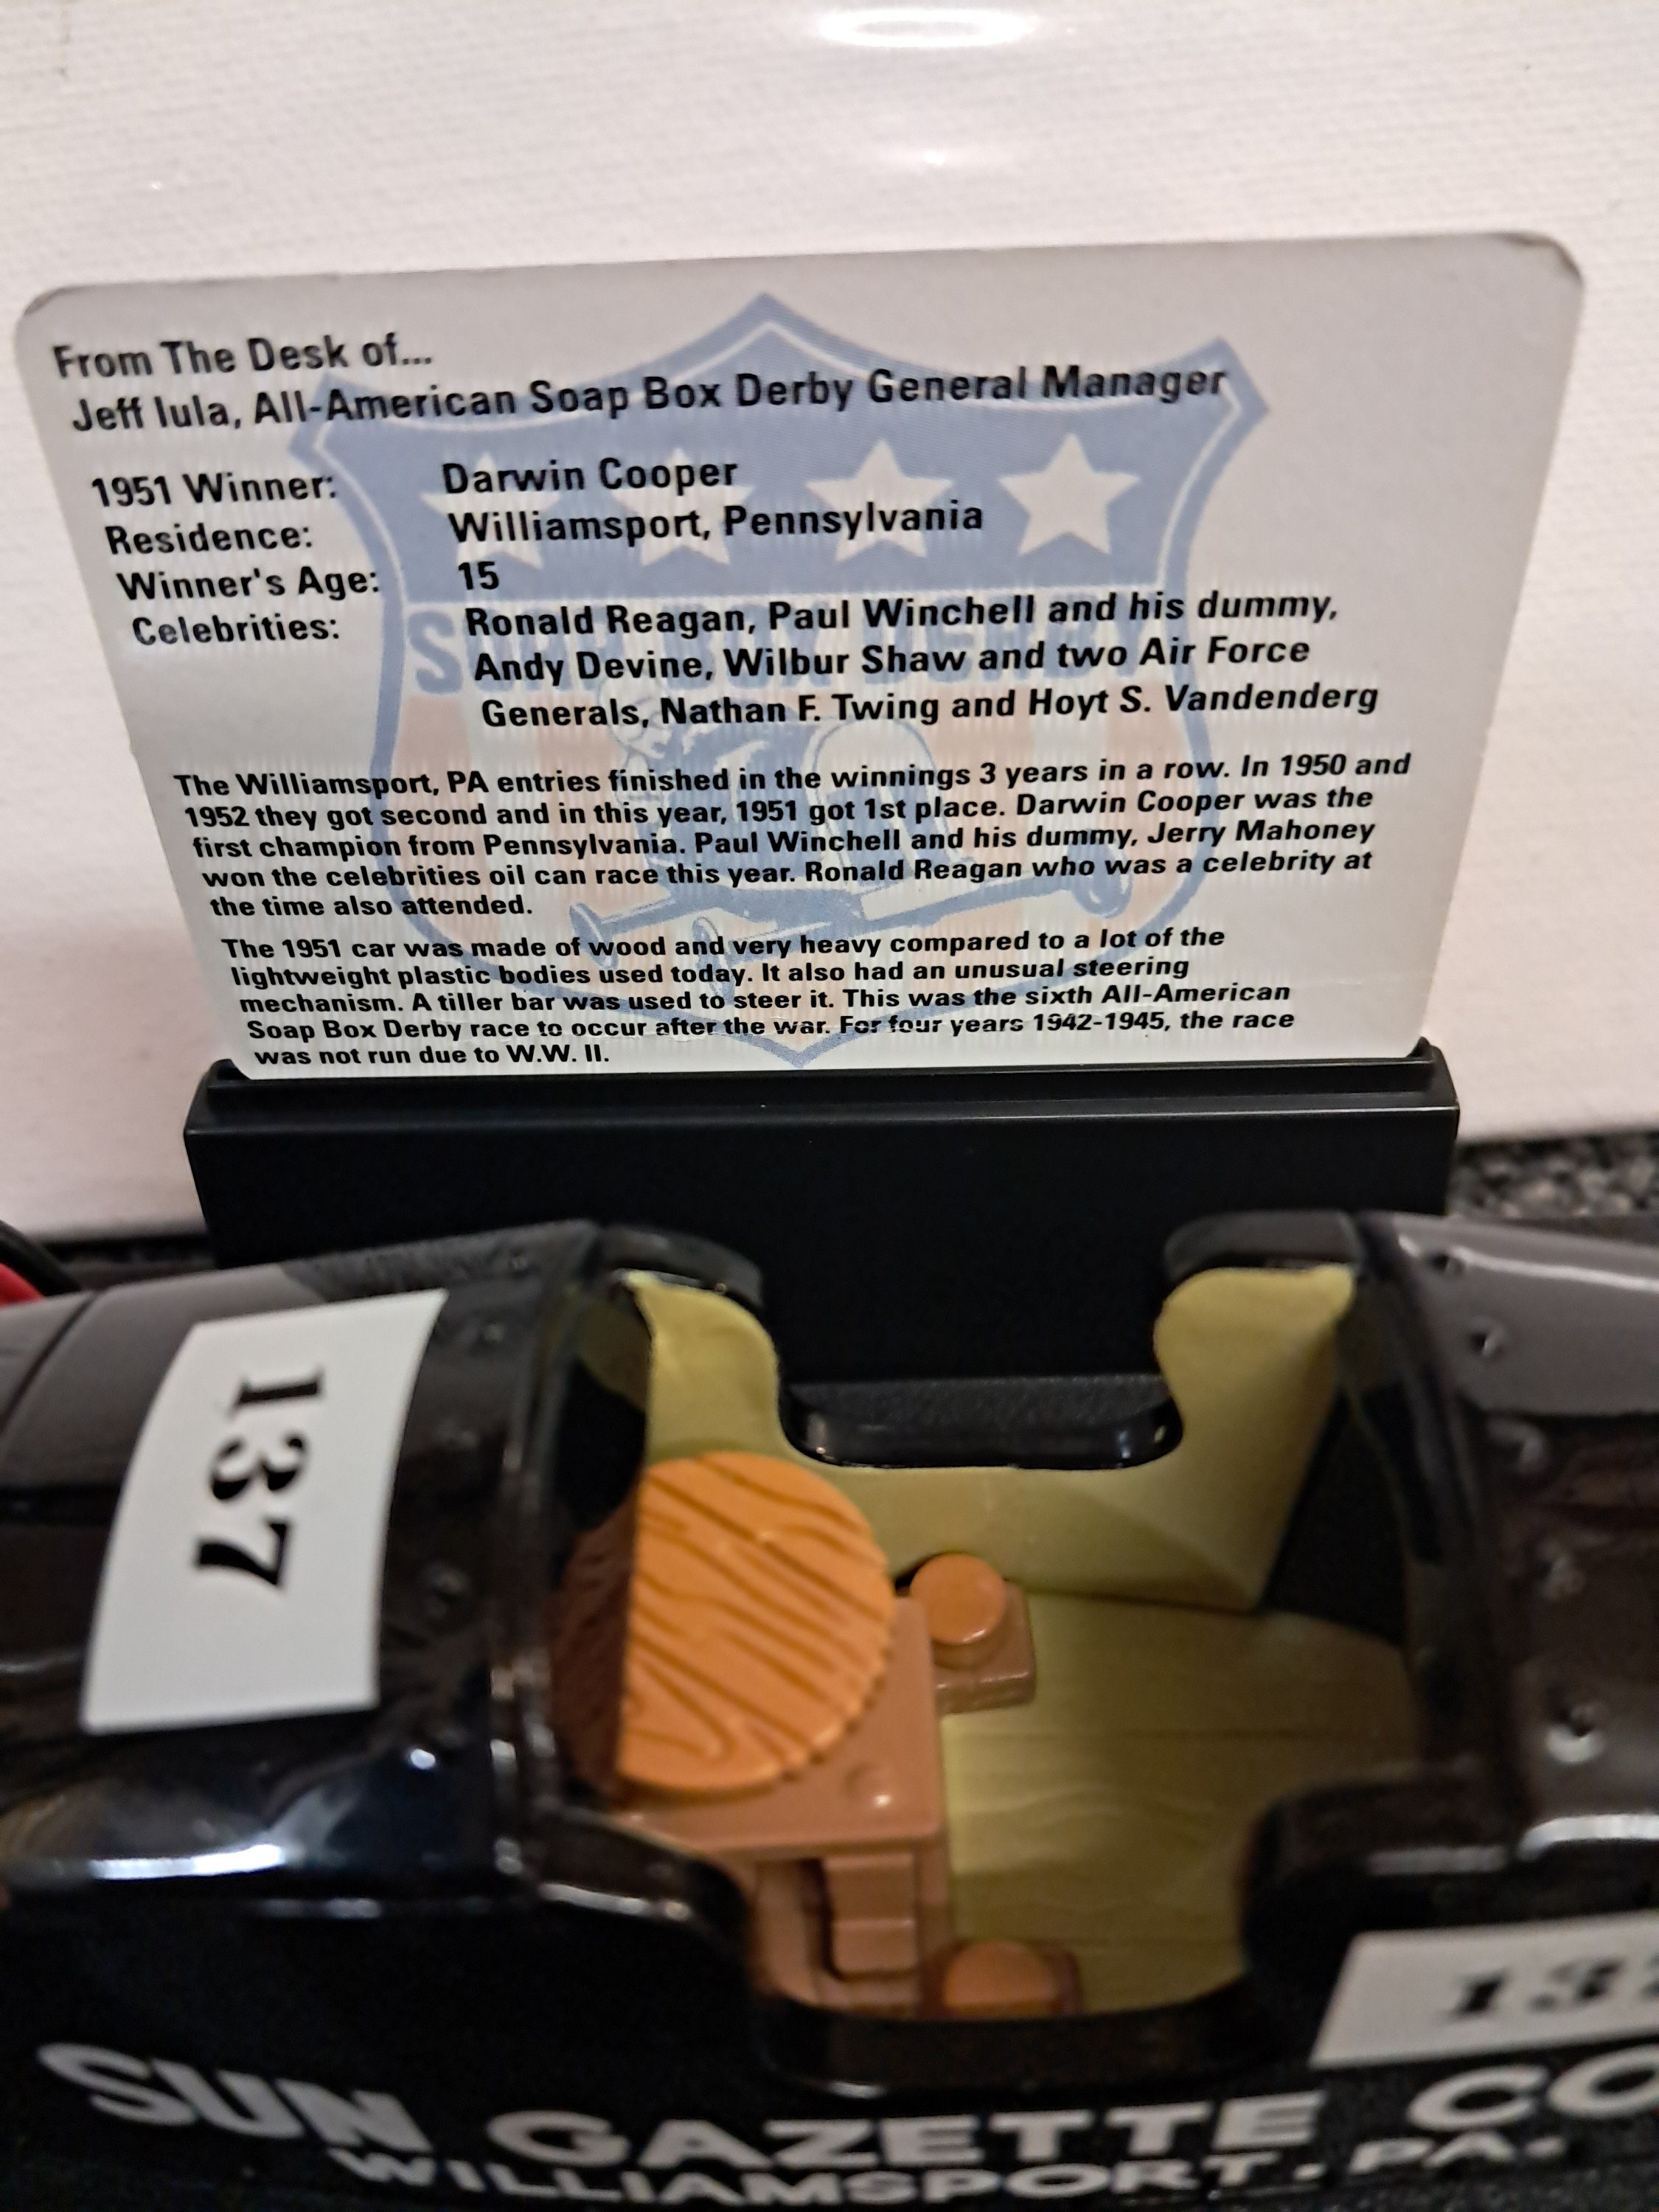 From The Desk of...
Jeff Iula, All-American Soap Box Derby General Manager
1951 Winner: Darwin Cooper
Residence: Williamsport, Pennsylvania
Winner's Age: 15
Celebrities: Ronald Reagan, Paul Winchell and his dummy,
Andy Devine, Wilbur Shaw and two Air Force
Generals, Nathan F. Twing and Hoyt S. Vandenderg
The Williamsport, PA entries finished in the winnings 3 years in a row. In 1950 and
1952 they got second and in this year, 1951 got 1st place. Darwin Cooper was the
first champion from Pennsylvania. Paul Winchell and his dummy, Jerry Mahoney
won the celebrities oil can race this year. Ronald Reagan who was a celebrity at
the time also attended.
The 1951 car was made of wood and very heavy compared to a lot of the
lightweight plastic bodies used today. It also had an unusual steering
mechanism. A tiller bar was used to steer it. This was the sixth All-American
Soap Box Derby race to occur after the war. For four years 1942-1945, the race
was not run due to W.W. II.
137
SUN GAZETTE CO
WILLIAMSPORT. PA.